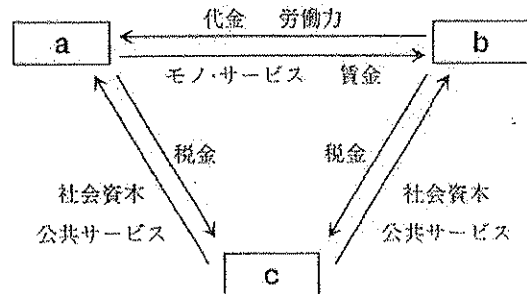 代金 労働力
a b
モノ・サービス 賃金
税金 税金
社会資本 社会資本
公共サービス 公共サービス
c